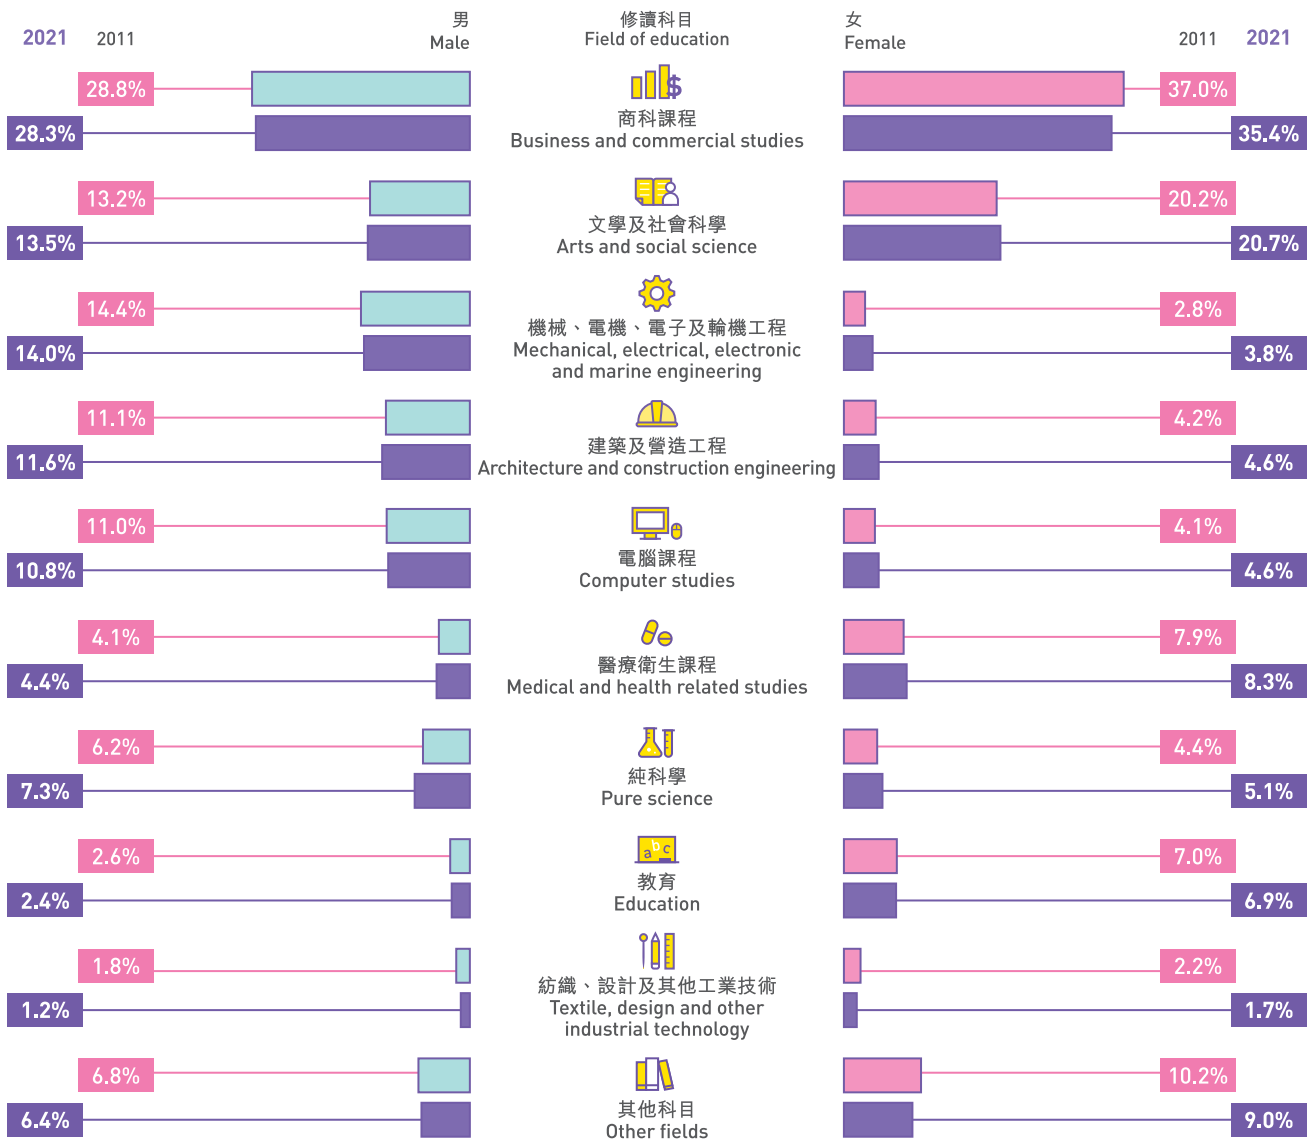 2021 2011 男 修讀科目 女 2011 2021
Male Field of education Female
28.8% 37.0%
$
商科課程
28.3% Business and commercial studies 35.4%
13.2% 20.2%
文學及社會科學
13.5% Arts and social science 20.7%
14.4% 2.8%
機械、電機、電子及輪機工程
14.0% Mechanical, electrical, electronic 3.8%
and marine engineering
11.1% 4.2%
建築及營造工程
11.6% Architecture and construction engineering 4.6%
11.0% 4.1%
電腦課程
10.8% Computer studies 4.6%
4.1% 7.9%
醫療衞生課程
4.4% Medical and health related studies 8.3%
6.2% 4.4%
純科學
7.3% Pure science 5.1%
2.6% a b c 7.0%
教育
2.4% Education 6.9%
1.8% 2.2%
紡織、設計及其他工業技術
1.2% Textile, design and other 1.7%
industrial technology
6.8% 10.2%
其他科目
6.4% Other fields 9.0%